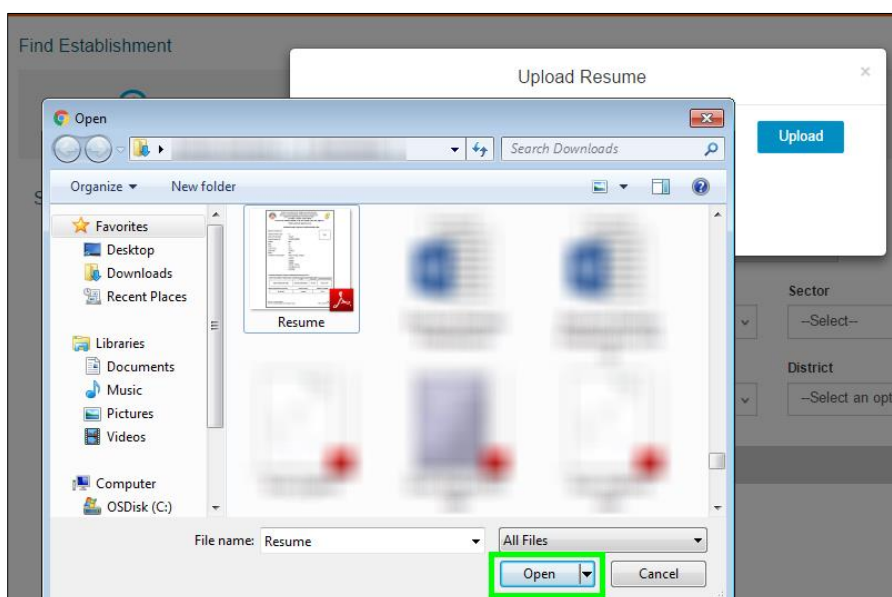 Find Establishment
Upload Resume
×
Upload
Open
Search Downloads
Organize
New folder
Favorites
Desktop
Downloads
Recent Places
Libraries
Documents
Music
Pictures
Videos
Computer
OSDisk (C:)
Resume
File name:
Resume
All Files
Open
Cancel
Sector
--Select--
District
--Select an opt